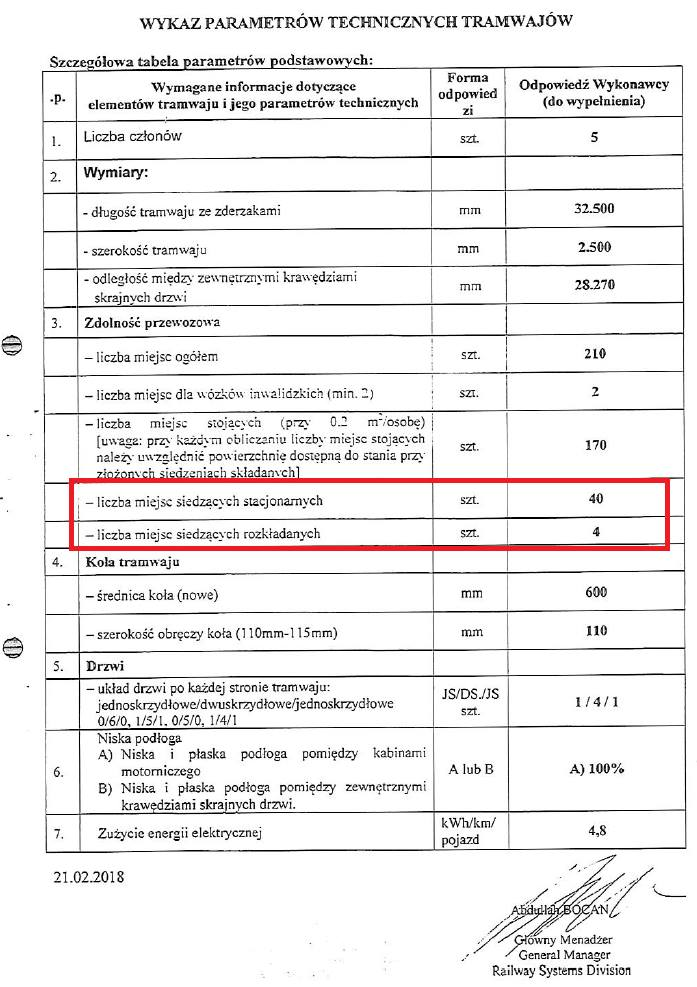 WYKAZ PARAMETRÓW TECHNICZNYCH TRAMWAJÓW
Szczegółowa tabela parametrów podstawowych:
.p. Wymagane informacje dotyczące elementów tramwaju i jego parametrów technicznych Forma odpowied zi Odpowiedź Wykonawcy (do wypełnienia)
1. Liczba członów szt. 5
2. Wymiary:
- długość tramwaju ze zderzakami mm 32.500
- szerokość tramwaju mm 2.500
- odległość między zewnętrznymi krawędziami
skrajnych drzwi mm 28.270
3. Zdolność przewozowa
– liczba miejsc ogółem szt. 210
– liczba miejsc dla wózków inwalidzkich (min. 2) szt. 2
– liczba miejsc stojących (przy 0.2 m²/osobę)
[uwaga: przy każdym obliczaniu liczby miejsc stojących
należy uwzględnić powierzchnię dostępną do stania przy
złożonych siedzeniach składanych] szt. 170
– liczba miejsc siedzących stacjonarnych szt. 40
– liczba miejsc siedzących rozkładanych szt. 4
4. Koła tramwaju
– średnica koła (nowe) mm 600
– szerokość obręczy koła (110mm-115mm) mm 110
5. Drzwi
– układ drzwi po każdej stronie tramwaju:
jednoskrzydłowe/dwuskrzydłowe/jednoskrzydłowe
0/6/0, 1/5/1, 0/5/0, 1/4/1 JS/DS./JS szt. 1 / 4 / 1
6. Niska podłoga
A) Niska i płaska podłoga pomiędzy kabinami
motorniczego
B) Niska i płaska podłoga pomiędzy zewnętrznymi
krawędziami skrajnych drzwi. A lub B A) 100%
7. Zużycie energii elektrycznej kWh/km/ pojazd 4,8
21.02.2018
Abdullah BOCAN
Główny Menadżer
General Manager
Railway Systems Division